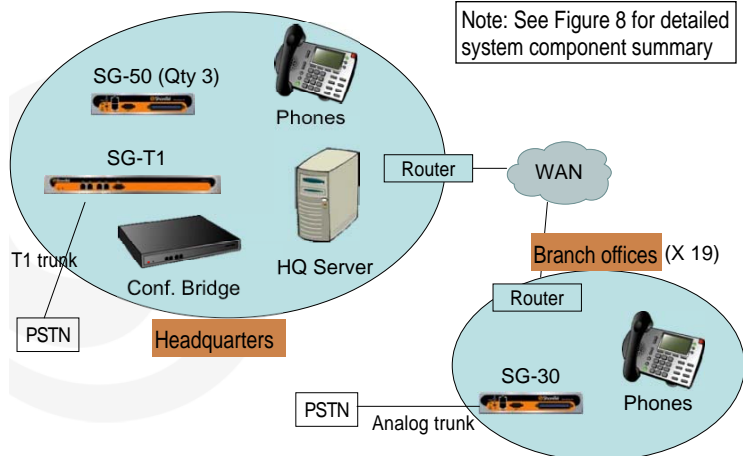 Note: See Figure 8 for detailed
system component summary
SG-50 (Qty 3)
Phones
SG-T1
Router
WAN
HQ Server
T1 trunk
Conf. Bridge
PSTN
Headquarters
Branch offices (X 19)
Router
SG-30
Phones
PSTN
Analog trunk